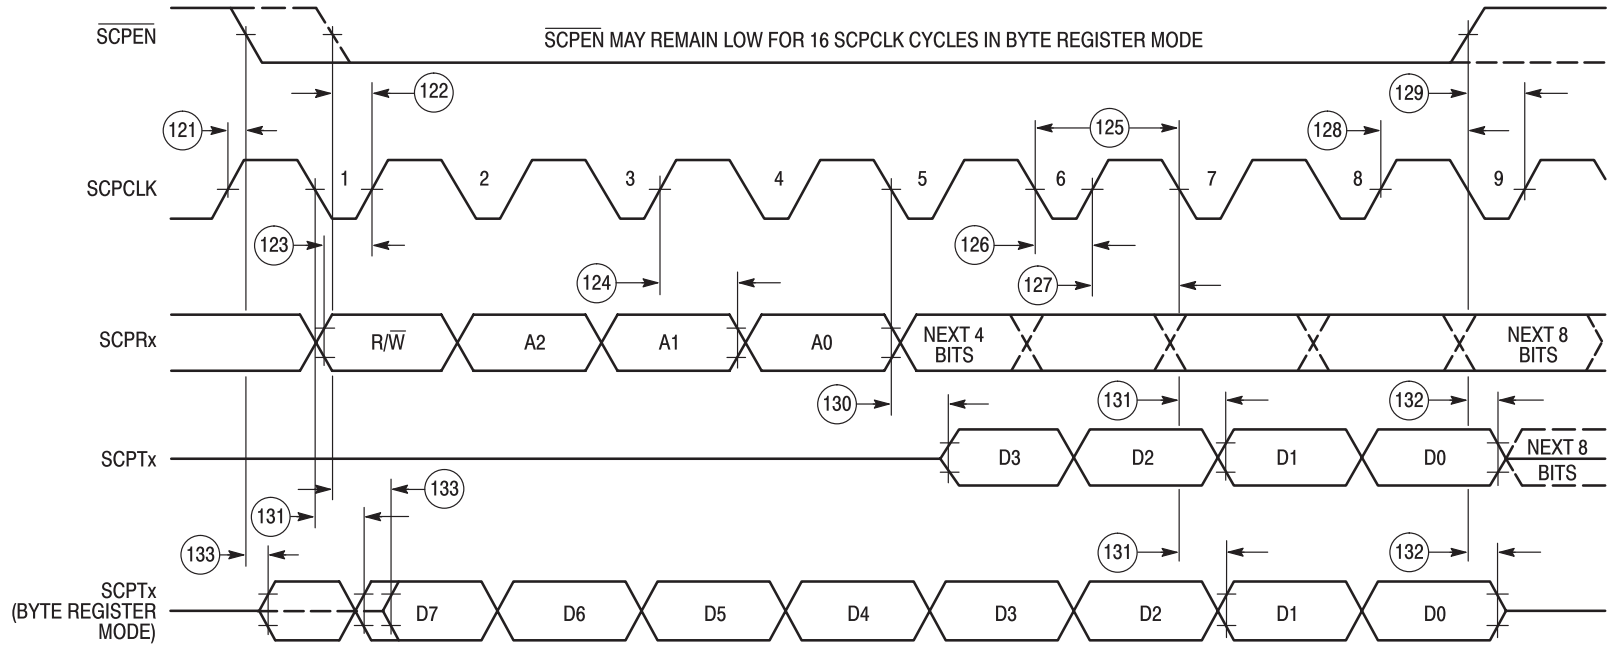 SCPEN
SCPEN MAY REMAIN LOW FOR 16 SCPCLK CYCLES IN BYTE REGISTER MODE
122
129
121
125
128
SCPCLK
1
2
3
4
5
6
7
8
9
123
126
124
127
SCPRx
R/W
A2
A1
A0
NEXT 4
BITS
NEXT 8
BITS
130
131
132
SCPTx
D3
D2
D1
D0
NEXT 8
BITS
133
131
133
131
132
SCPTx
(BYTE REGISTER
MODE)
D7
D6
D5
D4
D3
D2
D1
D0